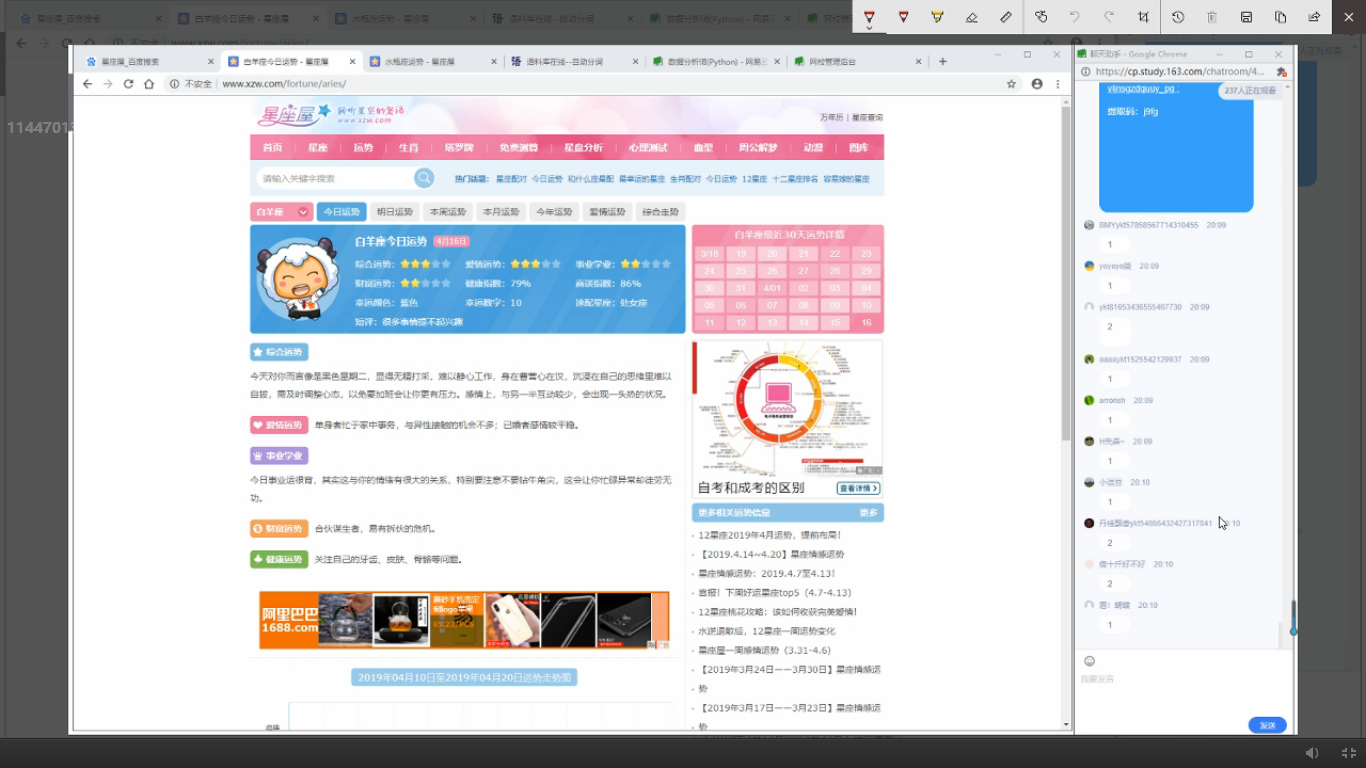 星座屋_百度搜索
白羊座今日运势 - 星座屋
水瓶座运势 - 星座屋
语料库在线--自动分词
数据分析师(Python) - 网易云
网校管理后台
不安全 www.xzw.com/fortune/aries/
聊天助手 - Google Chrome
https://cp.study.163.com/chatroom/4...
1144701
星座屋
www.xzw.com
万年历 | 星座查询
首页 星座 运势 生肖 塔罗牌 免费测算 星盘分析 心理测试 血型 周公解梦 动漫 图库
请输入关键字搜索
热门话题: 星座配对 今日运势 和什么座最配 最幸运的星座 生肖配对 今日运势 12星座 十二星座排名 容易嫁的星座
白羊座 今日运势 明日运势 本周运势 本月运势 今年运势 爱情运势 综合走势
白羊座今日运势 4月16日
综合运势: 爱情运势: 事业学业:
财富运势: 健康指数: 79% 商谈指数: 86%
幸运颜色: 蓝色 幸运数字: 10 速配星座: 处女座
短评: 很多事情提不起兴趣
白羊座最近30天运势详情
3/18 19 20 21 22 23
24 25 26 27 28 29
30 31 4/01 02 03 04
05 06 07 08 09 10
11 12 13 14 15 16
综合运势
今天对你而言像是黑色星期二，显得无精打采，难以静心工作，身在曹营心在汉，沉浸在自己的思绪里难以
自拔，需及时调整心态，以免要加班会让你更有压力。感情上，与另一半互动较少，会出现一头热的状况。
爱情运势 单身者忙于家中事务，与异性接触的机会不多；已婚者感情较平稳。
事业学业
今日事业运很背，其实这与你的情绪有很大的关系，特别要注意不要钻牛角尖，这会让你忙碌异常却徒劳无
功。
财富运势 合伙谋生者，易有拆伙的危机。
健康运势 关注自己的牙齿、皮肤、骨骼等问题。
阿里巴巴
1688.com
2019年04月10日至2019年04月20日运势走势图
自考和成考的区别 查看详情
更多相关运势信息 更多
12星座2019年4月运势，提前布局！
【2019.4.14~4.20】星座情感运势
星座情感运势: 2019.4.7至4.13！
喜报！下周好运星座top5（4.7-4.13）
12星座桃花攻略: 该如何收获完美爱情！
水逆退散后，12星座一周运势变化
星座屋一周感情运势（3.31-4.6）
【2019年3月24日——3月30日】星座情感运
势
【2019年3月17日——3月23日】星座情感运
势
237人正在观看
提取码: j9fg
BMYykt5785856771431045​5 20:09
1
yoyoyo菜 20:09
1
ykt81653436555467730 20:09
2
aaaaykt1525542129837 20:09
1
arronsh 20:09
1
H兜森~ 20:09
1
小逗豆 20:10
1
丹桂飘香ykt54886432427317841
2
瘦十斤好不好 20:10
2
君！蝴蝶 20:10
1
我要发言
发送